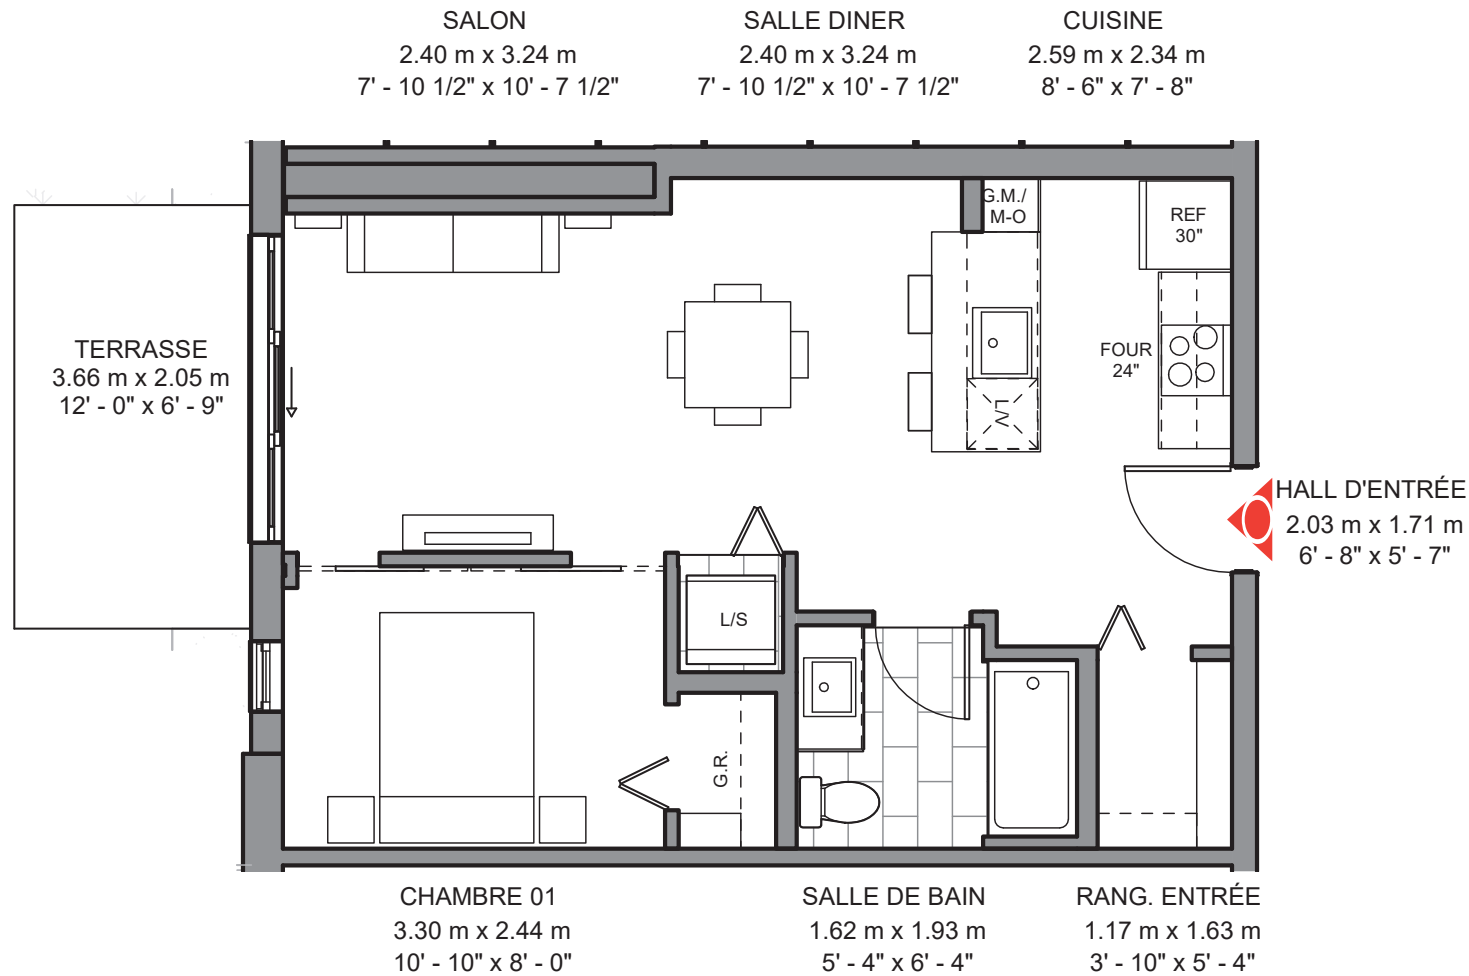 SALON
2.40 m x 3.24 m
7' - 10 1/2" x 10' - 7 1/2"
SALLE DINER
2.40 m x 3.24 m
7' - 10 1/2" x 10' - 7 1/2"
CUISINE
2.59 m x 2.34 m
8' - 6" x 7' - 8"
G.M./
M-O
REF
30"
TERRASSE
3.66 m x 2.05 m
12' - 0" x 6' - 9"
FOUR
24"
L/V
HALL D'ENTRÉE
2.03 m x 1.71 m
6' - 8" x 5' - 7"
L/S
G.R.
CHAMBRE 01
3.30 m x 2.44 m
10' - 10" x 8' - 0"
SALLE DE BAIN
1.62 m x 1.93 m
5' - 4" x 6' - 4"
RANG. ENTRÉE
1.17 m x 1.63 m
3' - 10" x 5' - 4"